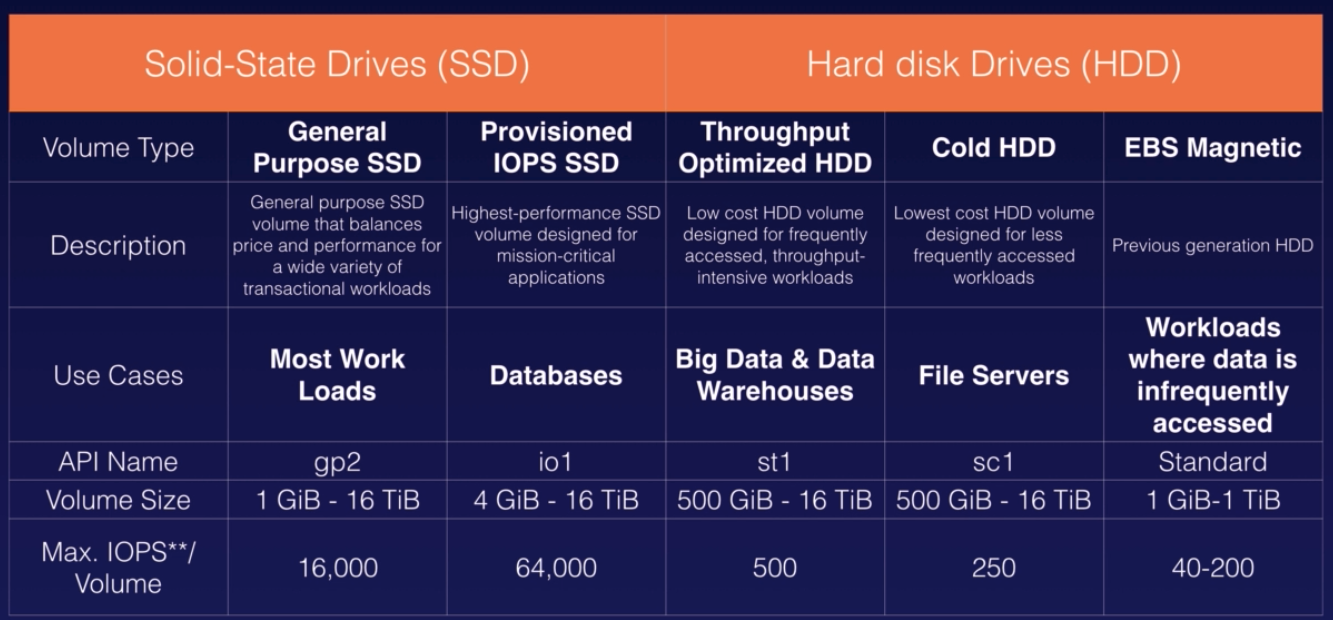 Solid-State Drives (SSD)
Hard disk Drives (HDD)
Volume Type
General
Purpose SSD
Provisioned
IOPS SSD
Throughput
Optimized HDD
Cold HDD
EBS Magnetic
Description
General purpose SSD
volume that balances
price and performance for
a wide variety of
transactional workloads
Highest-performance SSD
volume designed for
mission-critical
applications
Low cost HDD volume
designed for frequently
accessed, throughput-
intensive workloads
Lowest cost HDD volume
designed for less
frequently accessed
workloads
Previous generation HDD
Use Cases
Most Work
Loads
Databases
Big Data & Data
Warehouses
File Servers
Workloads
where data is
infrequently
accessed
API Name
gp2
io1
st1
sc1
Standard
Volume Size
1 GiB - 16 TiB
4 GiB - 16 TiB
500 GiB - 16 TiB
500 GiB - 16 TiB
1 GiB-1 TiB
Max. IOPS**/
Volume
16,000
64,000
500
250
40-200